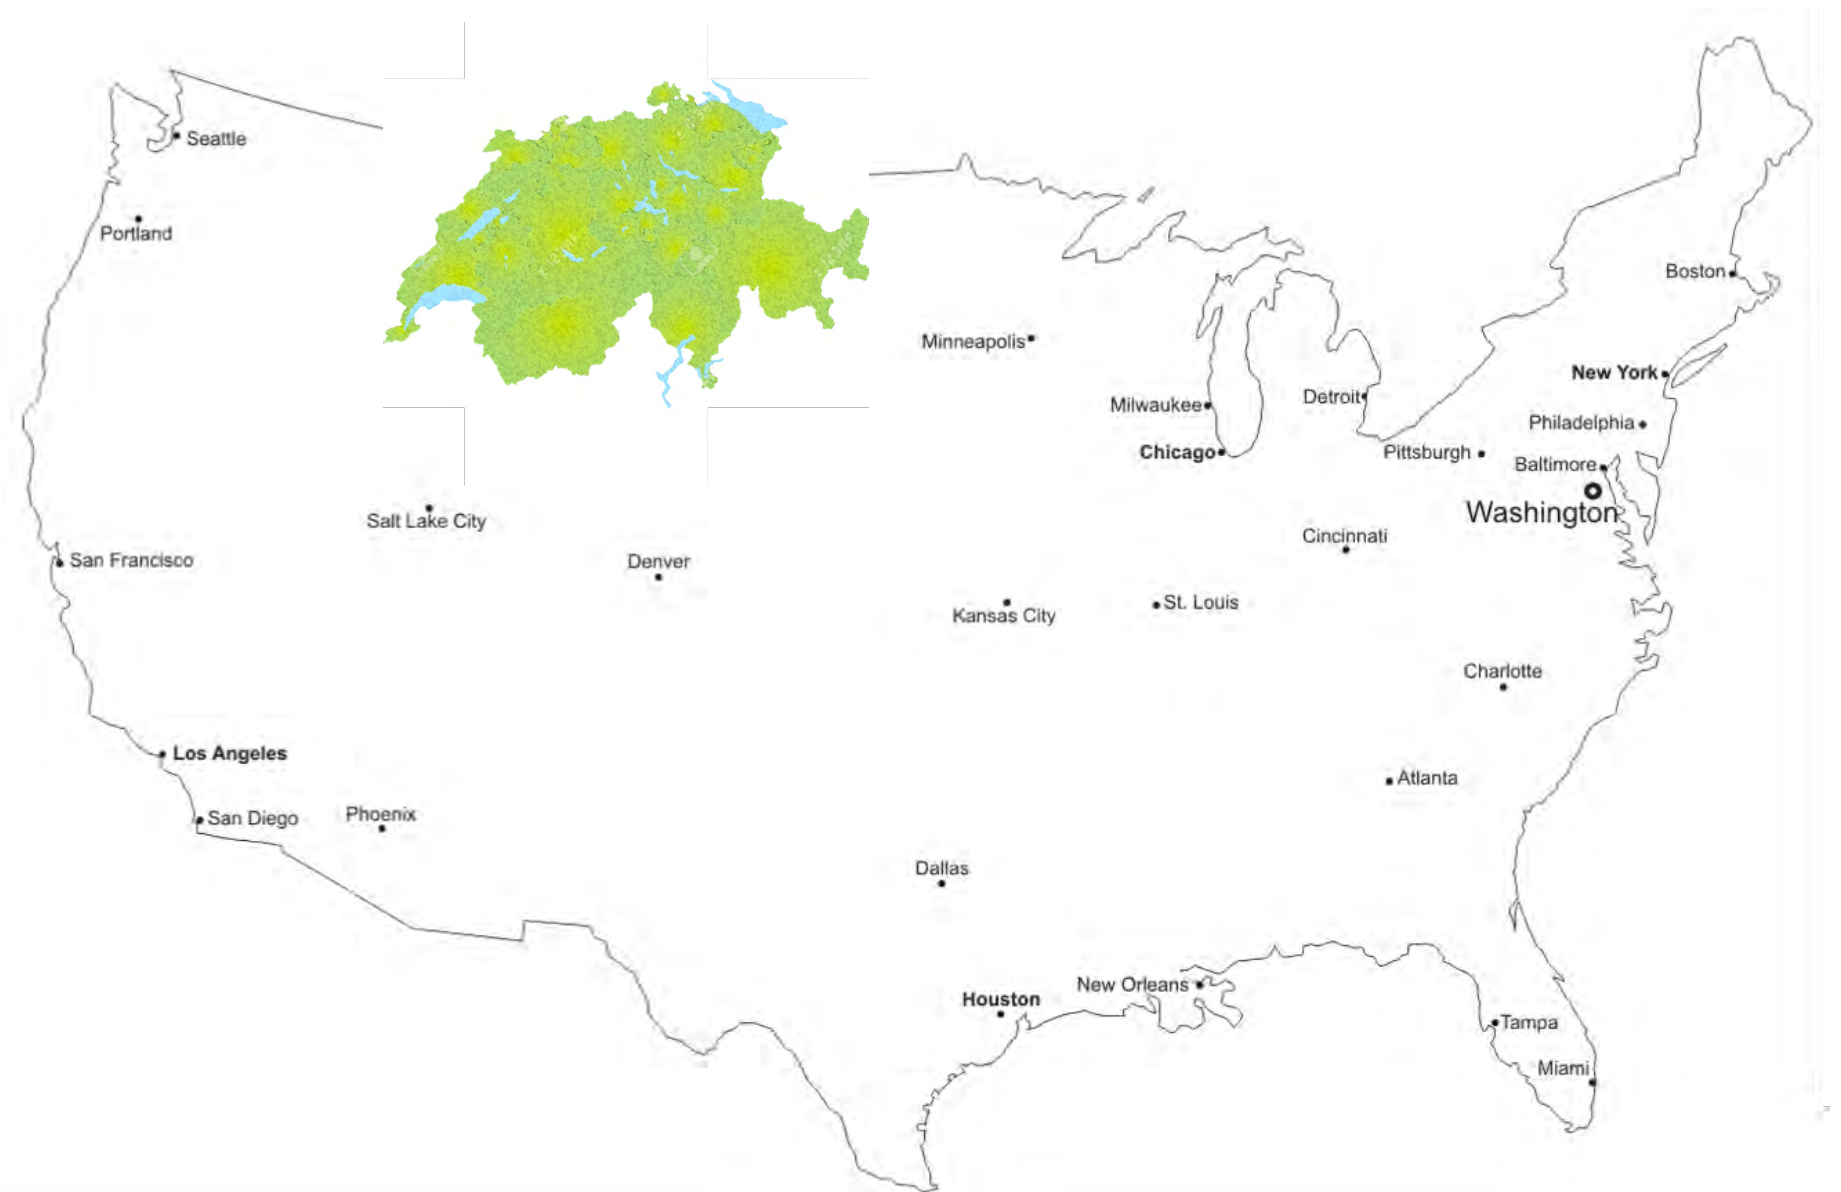 Seattle
Portland
Boston
Minneapolis
New York
Detroit
Milwaukee
Philadelphia
Chicago
Pittsburgh
Baltimore
Washington
Salt Lake City
Cincinnati
San Francisco
Denver
Kansas City
St. Louis
Charlotte
Los Angeles
Atlanta
San Diego
Phoenix
Dallas
New Orleans
Houston
Tampa
Miami